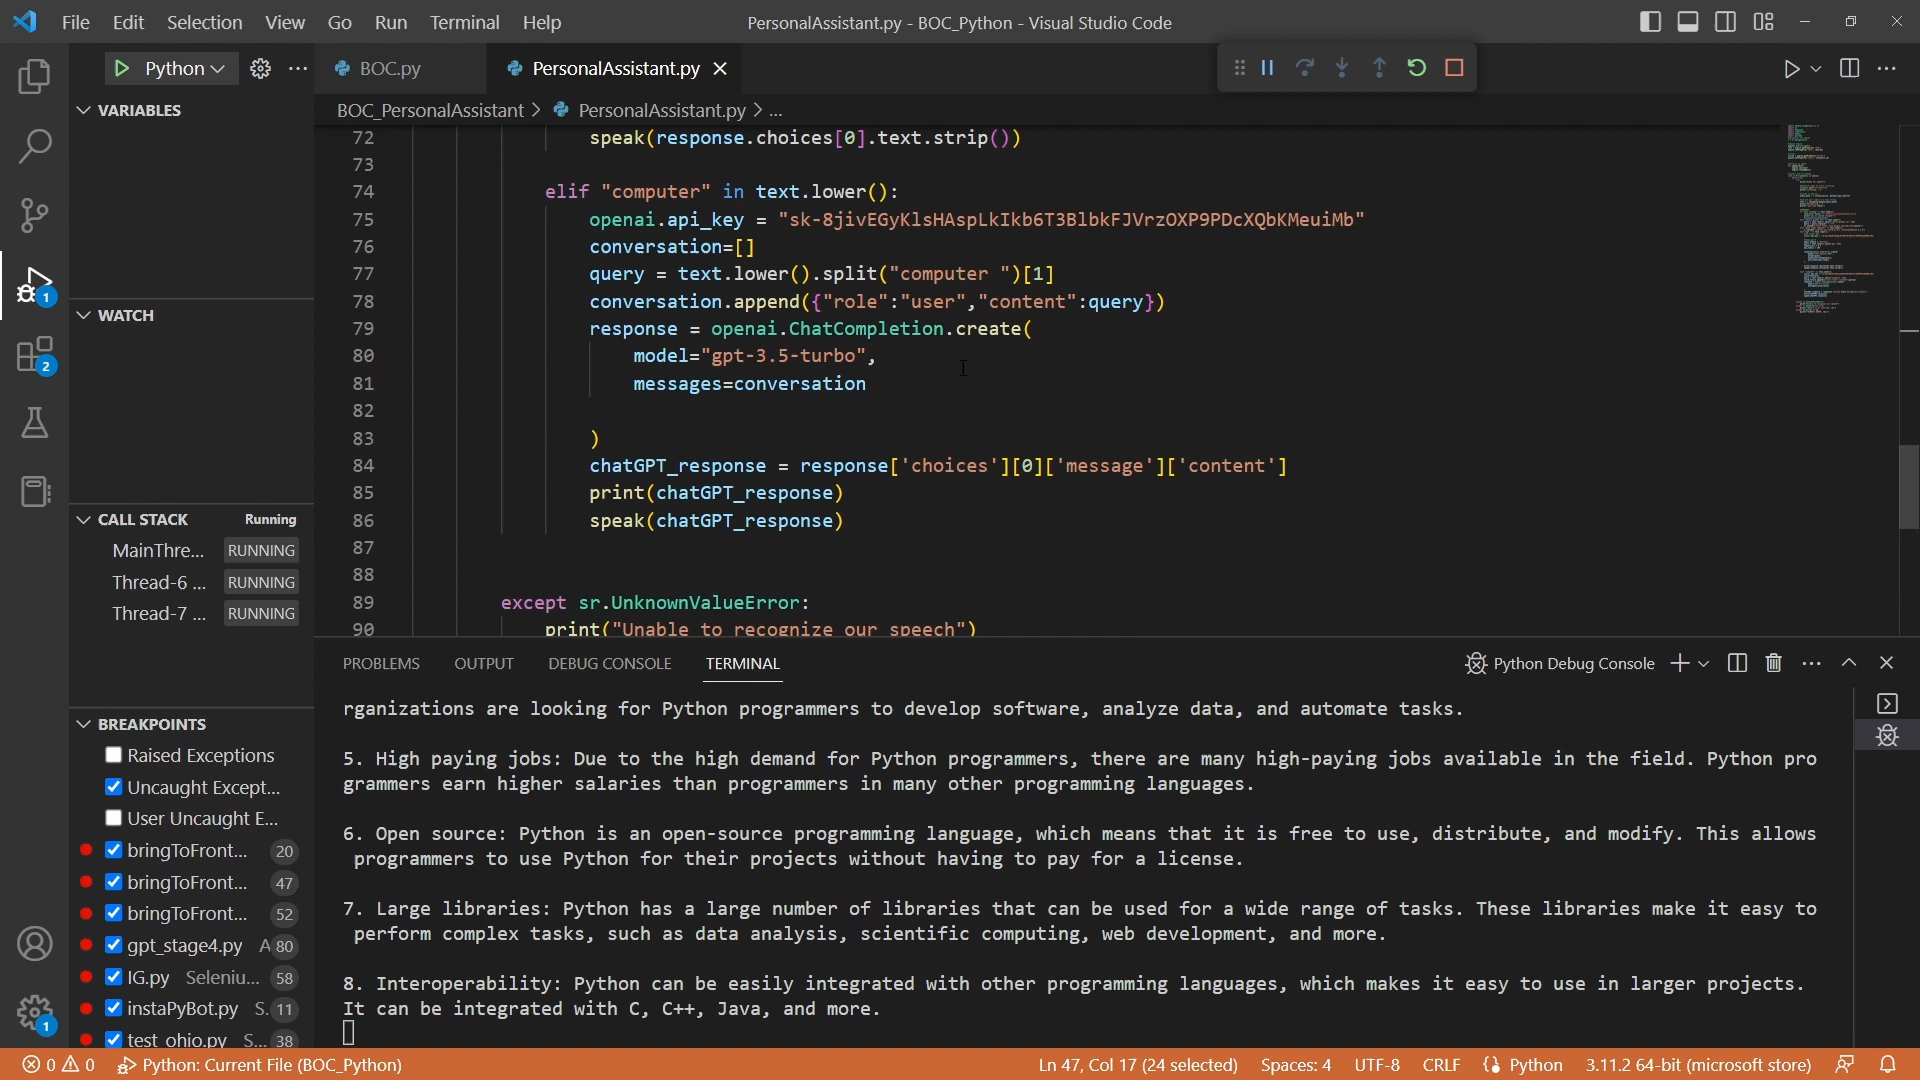 File Edit Selection View Go Run Terminal Help
PersonalAssistant.py - BOC_Python - Visual Studio Code
Python
BOC.py
PersonalAssistant.py
VARIABLES
BOC_PersonalAssistant > PersonalAssistant.py > ...
72 speak(response.choices[0].text.strip())
73
74 elif "computer" in text.lower():
75 openai.api_key = "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"
76 conversation=[]
77 query = text.lower().split("computer ")[1]
78 conversation.append({"role":"user","content":query})
79 response = openai.ChatCompletion.create(
80 model="gpt-3.5-turbo",
81 messages=conversation
82
83 )
84 chatGPT_response = response['choices'][0]['message']['content']
85 print(chatGPT_response)
86 speak(chatGPT_response)
87
88
89 except sr.UnknownValueError:
90 print("Unable to recognize our speech")
WATCH
CALL STACK Running
MainThre... RUNNING
Thread-6 ... RUNNING
Thread-7 ... RUNNING
BREAKPOINTS
Raised Exceptions
Uncaught Except...
User Uncaught E...
bringToFront... 20
bringToFront... 47
bringToFront... 52
gpt_stage4.py A 80
IG.py Seleniu... 58
instaPyBot.py S. 11
test_ohio.py S... 38
1
2
1
PROBLEMS OUTPUT DEBUG CONSOLE TERMINAL
Python Debug Console
rganizations are looking for Python programmers to develop software, analyze data, and automate tasks.
5. High paying jobs: Due to the high demand for Python programmers, there are many high-paying jobs available in the field. Python pro
grammers earn higher salaries than programmers in many other programming languages.
6. Open source: Python is an open-source programming language, which means that it is free to use, distribute, and modify. This allows
programmers to use Python for their projects without having to pay for a license.
7. Large libraries: Python has a large number of libraries that can be used for a wide range of tasks. These libraries make it easy to
perform complex tasks, such as data analysis, scientific computing, web development, and more.
8. Interoperability: Python can be easily integrated with other programming languages, which makes it easy to use in larger projects.
It can be integrated with C, C++, Java, and more.
0 0 Python: Current File (BOC_Python)
Ln 47, Col 17 (24 selected) Spaces: 4 UTF-8 CRLF {} Python 3.11.2 64-bit (microsoft store)